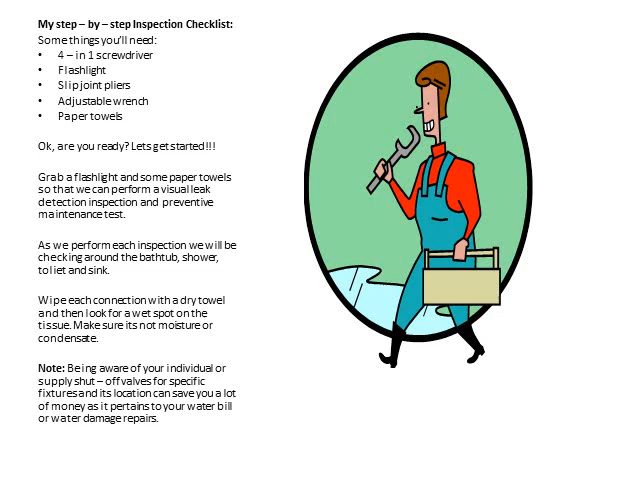 My step – by – step Inspection Checklist:
Some things you'll need:
• 4 – in 1 screwdriver
• Flashlight
• Slip joint pliers
• Adjustable wrench
• Paper towels
Ok, are you ready? Lets get started!!!
Grab a flashlight and some paper towels
so that we can perform a visual leak
detection inspection and preventive
maintenance test.
As we perform each inspection we will be
checking around the bathtub, shower,
toliet and sink.
Wipe each connection with a dry towel
and then look for a wet spot on the
tissue. Make sure its not moisture or
condensate.
Note: Being aware of your individual or
supply shut – off valves for specific
fixtures and its location can save you a lot
of money as it pertains to your water bill
or water damage repairs.